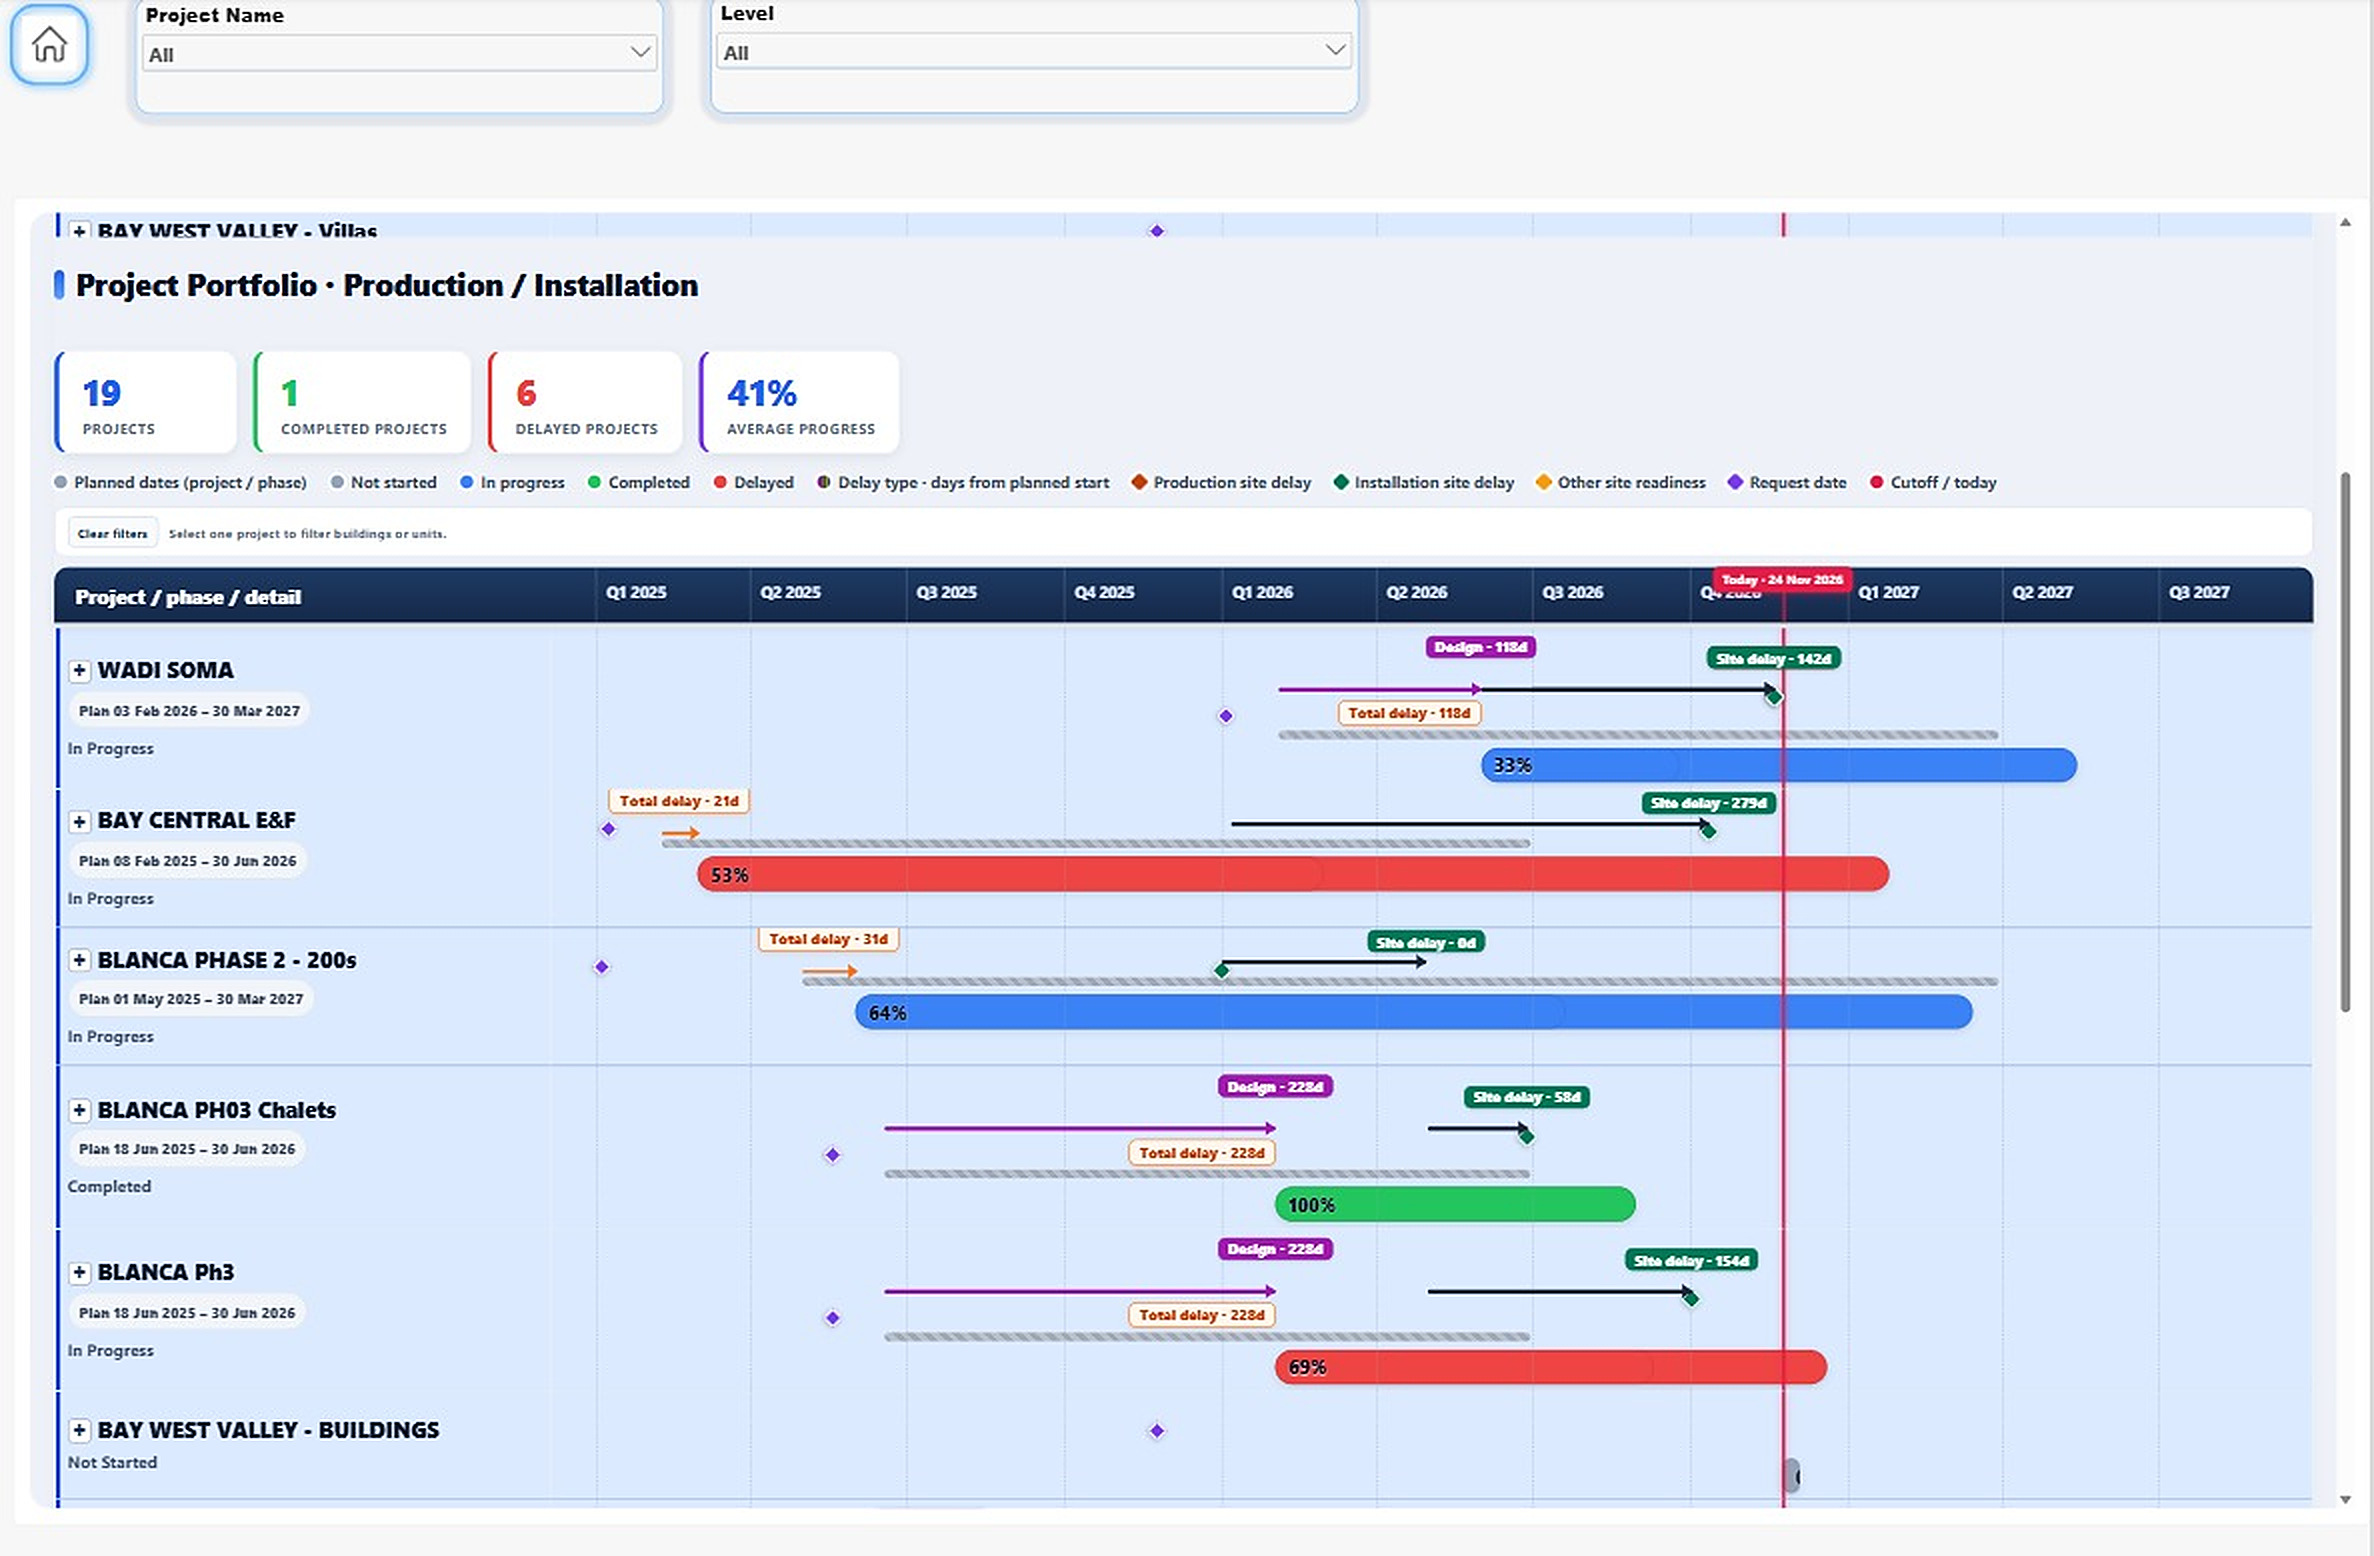 Project Name
All
Level
All
BAY WEST VALLEY - Villas
Project Portfolio · Production / Installation
19
PROJECTS
1
COMPLETED PROJECTS
6
DELAYED PROJECTS
41%
AVERAGE PROGRESS
Planned dates (project / phase) Not started In progress Completed Delayed Delay type - days from planned start Production site delay Installation site delay Other site readiness Request date Cutoff / today
Clear filters Select one project to filter buildings or units.
Project / phase / detail Q1 2025 Q2 2025 Q3 2025 Q4 2025 Q1 2026 Q2 2026 Q3 2026 Q4 2026 Q1 2027 Q2 2027 Q3 2027
Today - 24 Nov 2026
WADI SOMA
Plan 03 Feb 2026 – 30 Mar 2027
In Progress
Design - 118d
Site delay - 142d
Total delay - 118d
33%
BAY CENTRAL E&F
Plan 08 Feb 2025 – 30 Jun 2026
In Progress
Total delay - 21d
Site delay - 279d
53%
BLANCA PHASE 2 - 200s
Plan 01 May 2025 – 30 Mar 2027
In Progress
Total delay - 31d
Site delay - 0d
64%
BLANCA PH03 Chalets
Plan 18 Jun 2025 – 30 Jun 2026
Completed
Design - 228d
Site delay - 58d
Total delay - 228d
100%
BLANCA Ph3
Plan 18 Jun 2025 – 30 Jun 2026
In Progress
Design - 228d
Site delay - 154d
Total delay - 228d
69%
BAY WEST VALLEY - BUILDINGS
Not Started